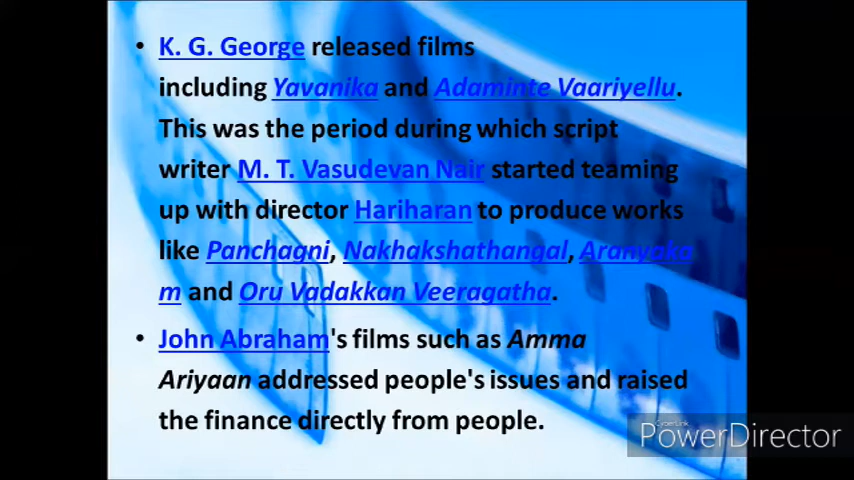 • K. G. George released films
including Yavanika and Adaminte Vaariyellu.
This was the period during which script
writer M. T. Vasudevan Nair started teaming
up with director Hariharan to produce works
like Panchagni, Nakhakshathangal, Aranyaka
m and Oru Vadakkan Veeragatha.
• John Abraham's films such as Amma
Ariyaan addressed people's issues and raised
the finance directly from people.
CyberLink
PowerDirector